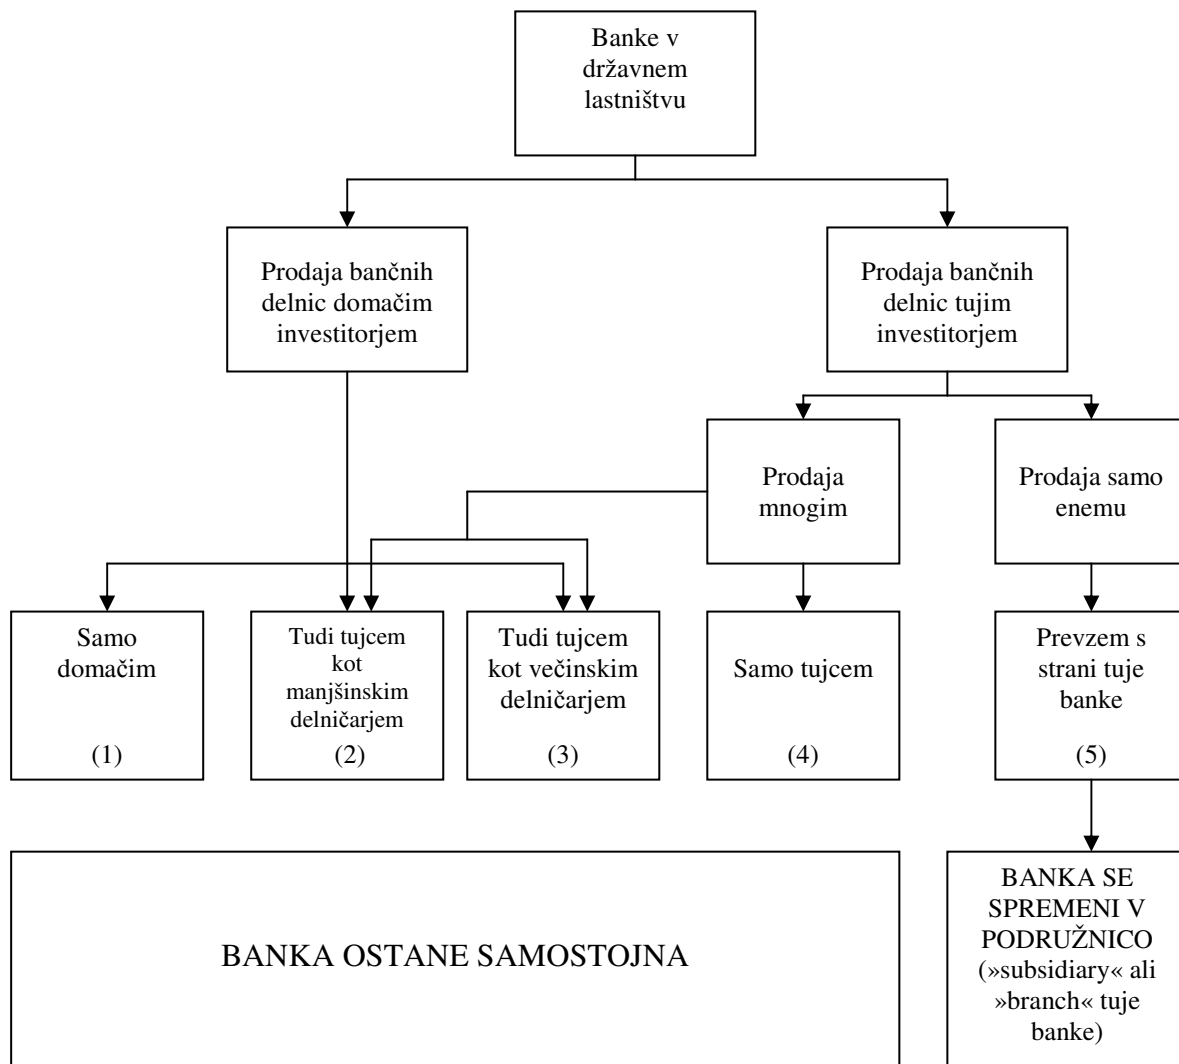 Banke v
državnem
lastništvu
Prodaja bančnih
delnic domačim
investitorjem
Prodaja bančnih
delnic tujim
investitorjem
Prodaja
mnogim
Prodaja samo
enemu
Samo
domačim
(1)
Tudi tujcem
kot
manjšinskim
delničarjem
(2)
Tudi tujcem
kot večinskim
delničarjem
(3)
Samo tujcem
(4)
Prevzem s
strani tuje
banke
(5)
BANKA OSTANE SAMOSTOJNA
BANKA SE
SPREMENI V
PODRUŽNICO
(»subsidiary« ali
»branch« tuje
banke)